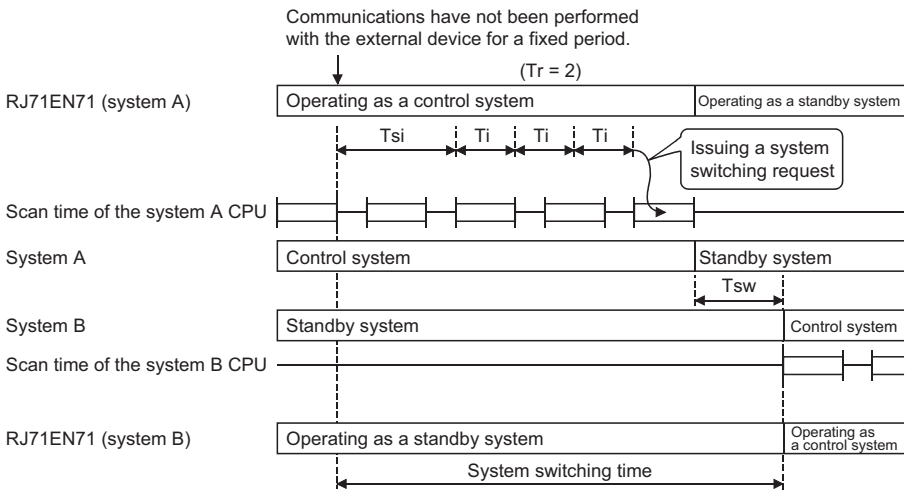 Communications have not been performed
with the external device for a fixed period.
(Tr = 2)
RJ71EN71 (system A)
Operating as a control system
Operating as a standby system
Tsi
Ti
Ti
Ti
Issuing a system
switching request
Scan time of the system A CPU
System A
Control system
Standby system
Tsw
System B
Standby system
Control system
Scan time of the system B CPU
RJ71EN71 (system B)
Operating as a standby system
Operating as
a control system
System switching time